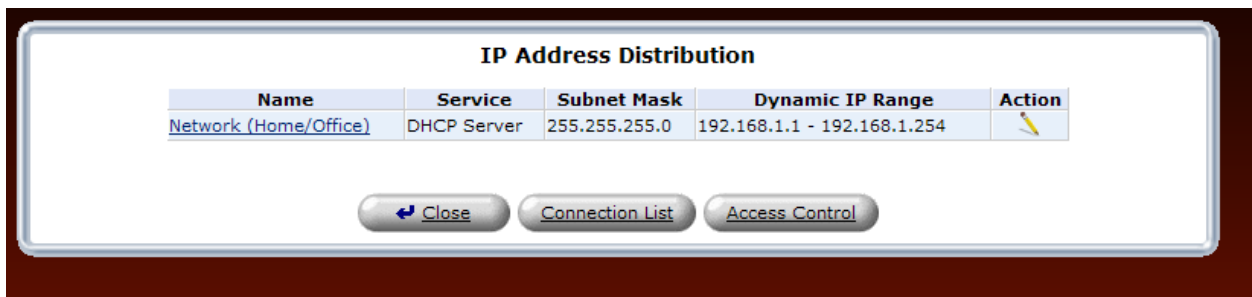 IP Address Distribution
Name Service Subnet Mask Dynamic IP Range Action
Network (Home/Office) DHCP Server 255.255.255.0 192.168.1.1 - 192.168.1.254
Close Connection List Access Control